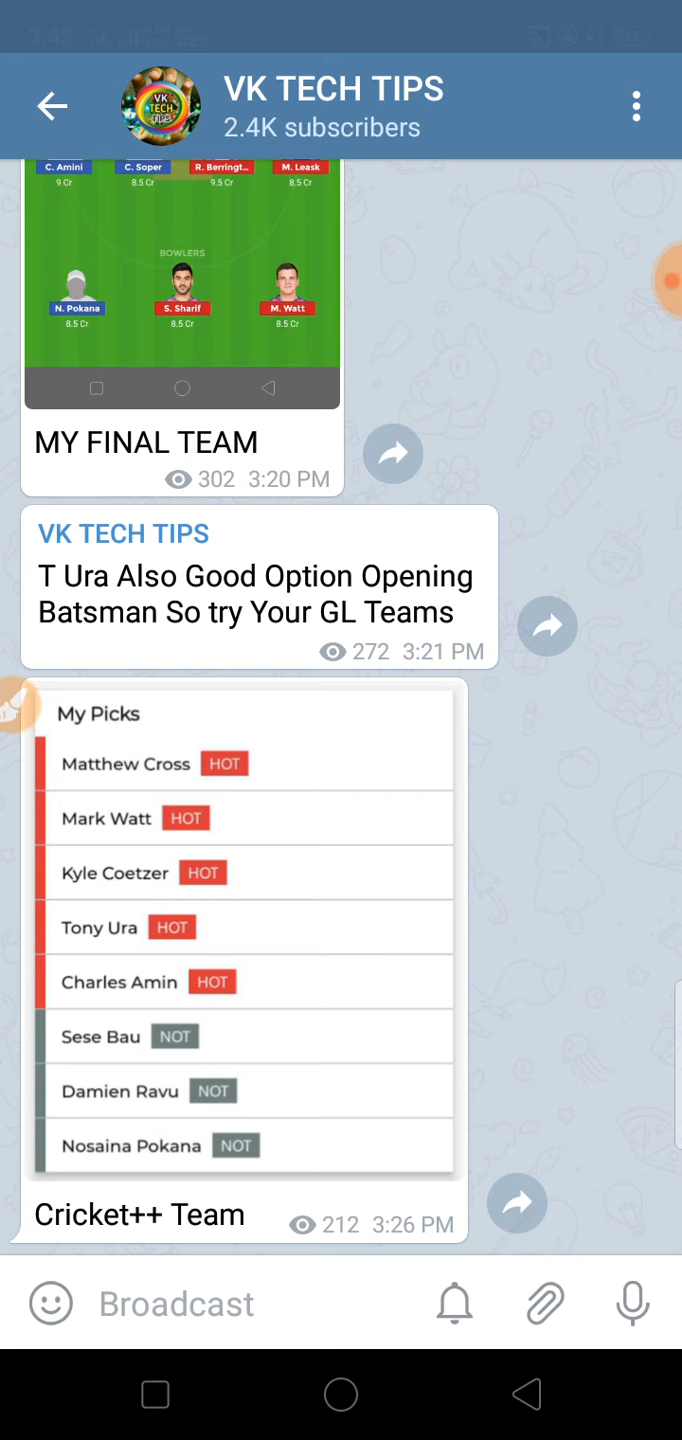 3:42
VK TECH TIPS
2.4K subscribers
C. Amini C. Soper R. Berringt... M. Leask
9 Cr 8.5 Cr 9.5 Cr 8.5 Cr
BOWLERS
N. Pokana S. Sharif M. Watt
8.5 Cr 8.5 Cr 8.5 Cr
MY FINAL TEAM
302 3:20 PM
VK TECH TIPS
T Ura Also Good Option Opening
Batsman So try Your GL Teams
272 3:21 PM
My Picks
Matthew Cross HOT
Mark Watt HOT
Kyle Coetzer HOT
Tony Ura HOT
Charles Amin HOT
Sese Bau NOT
Damien Ravu NOT
Nosaina Pokana NOT
Cricket++ Team
212 3:26 PM
Broadcast